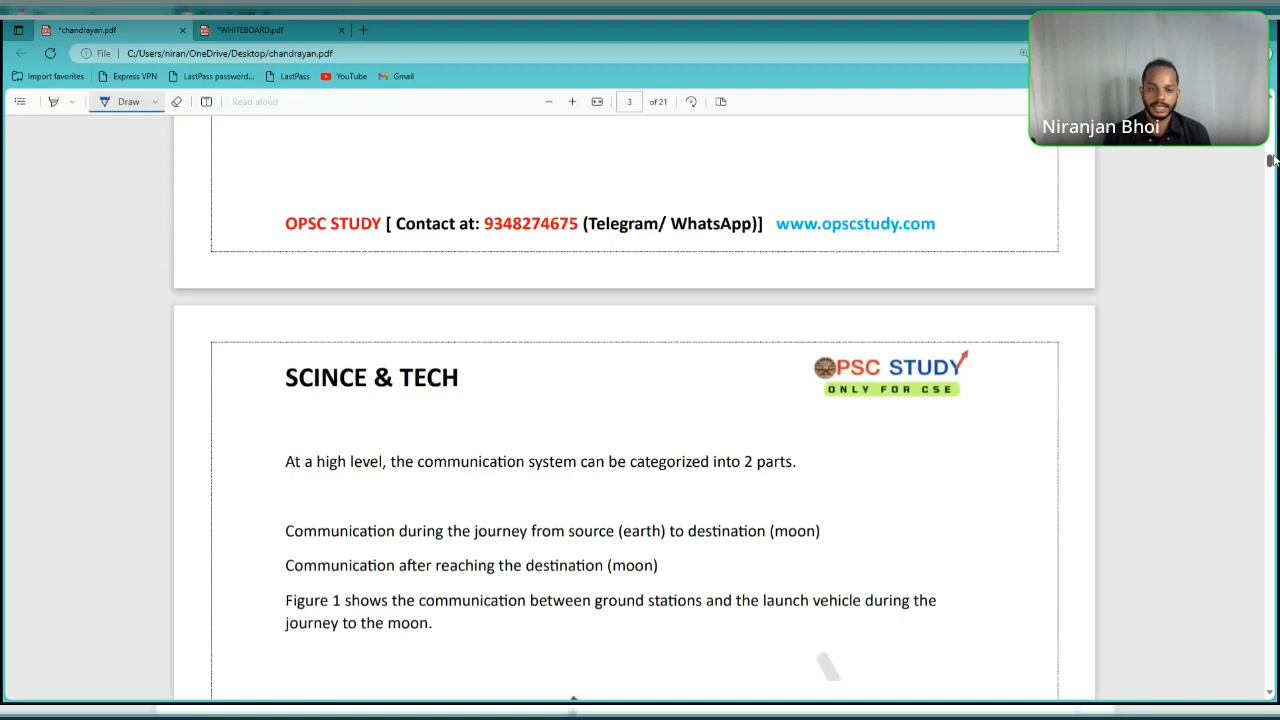 *chandrayan.pdf
*WHITEBOARD.pdf
File
C:/Users/niran/OneDrive/Desktop/chandrayan.pdf
Import favorites
Express VPN
LastPass password...
LastPass
YouTube
Gmail
Draw
Read aloud
3
of 21
Niranjan Bhoi
OPSC STUDY [ Contact at: 9348274675 (Telegram/ WhatsApp)] www.opscstudy.com
SCINCE & TECH
OPSC STUDY
ONLY FOR CSE
At a high level, the communication system can be categorized into 2 parts.
Communication during the journey from source (earth) to destination (moon)
Communication after reaching the destination (moon)
Figure 1 shows the communication between ground stations and the launch vehicle during the
journey to the moon.